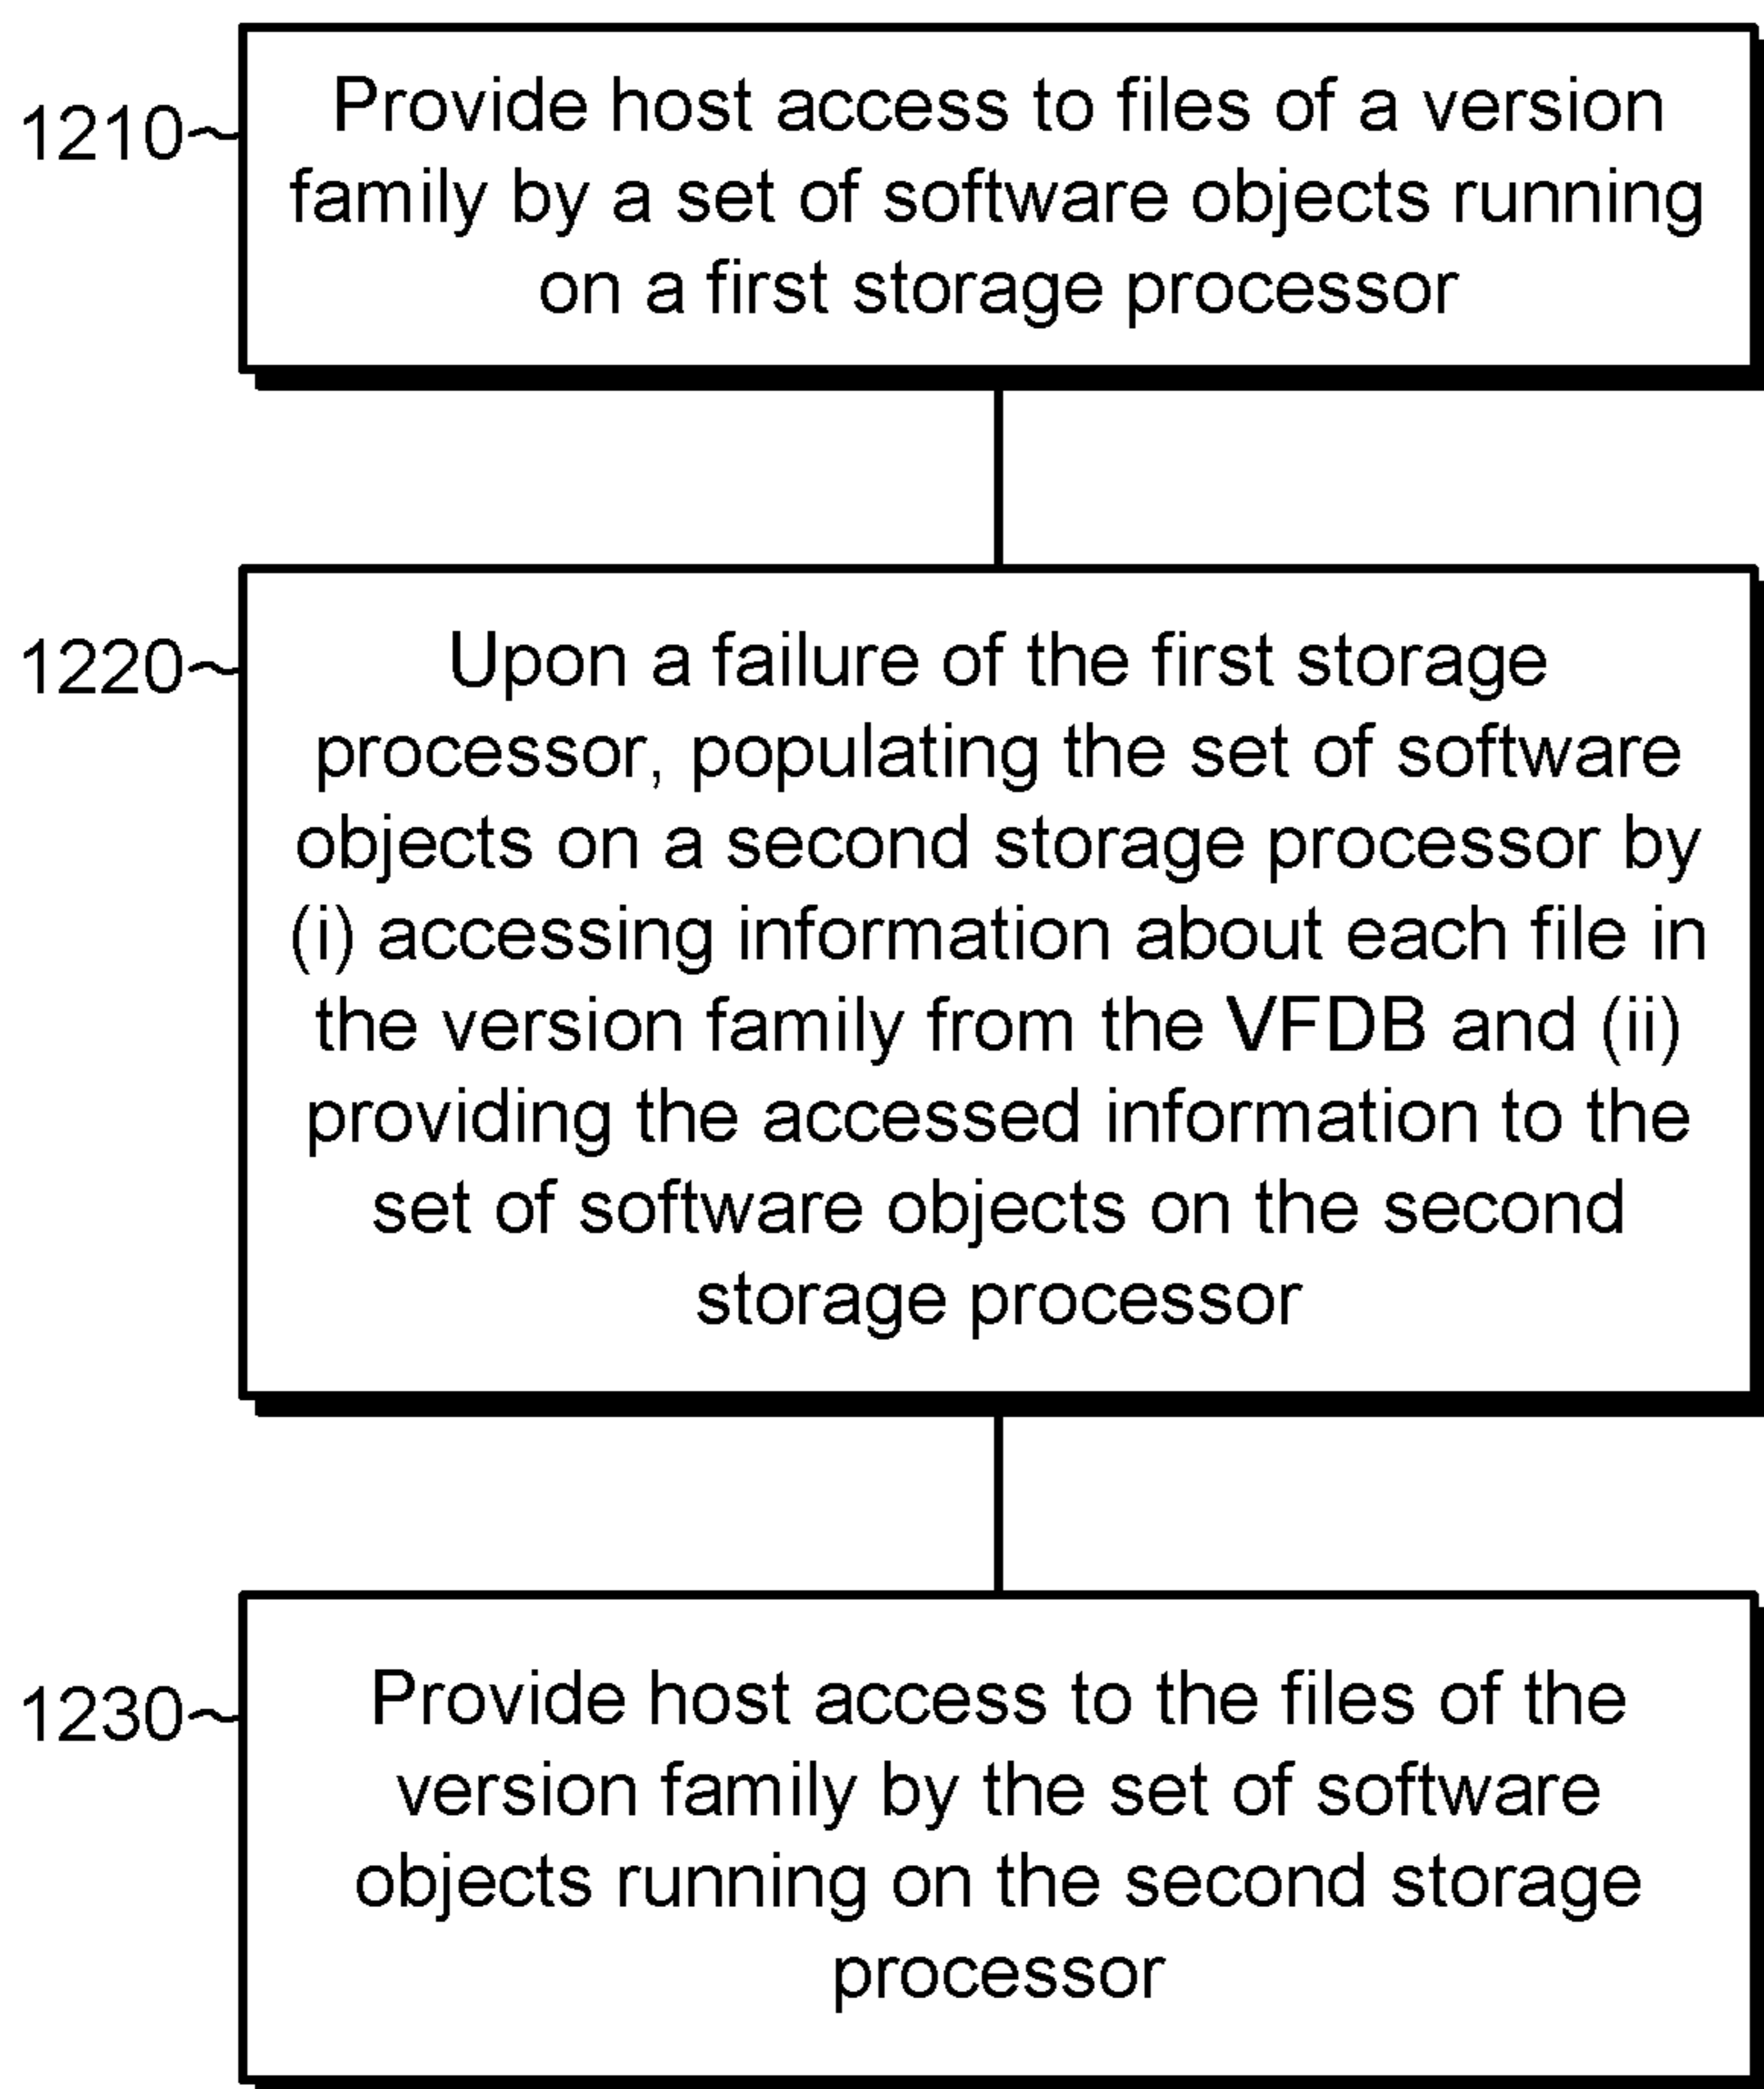 1210
Provide host access to files of a version
family by a set of software objects running
on a first storage processor
1220
Upon a failure of the first storage
processor, populating the set of software
objects on a second storage processor by
(i) accessing information about each file in
the version family from the VFDB and (ii)
providing the accessed information to the
set of software objects on the second
storage processor
1230
Provide host access to the files of the
version family by the set of software
objects running on the second storage
processor